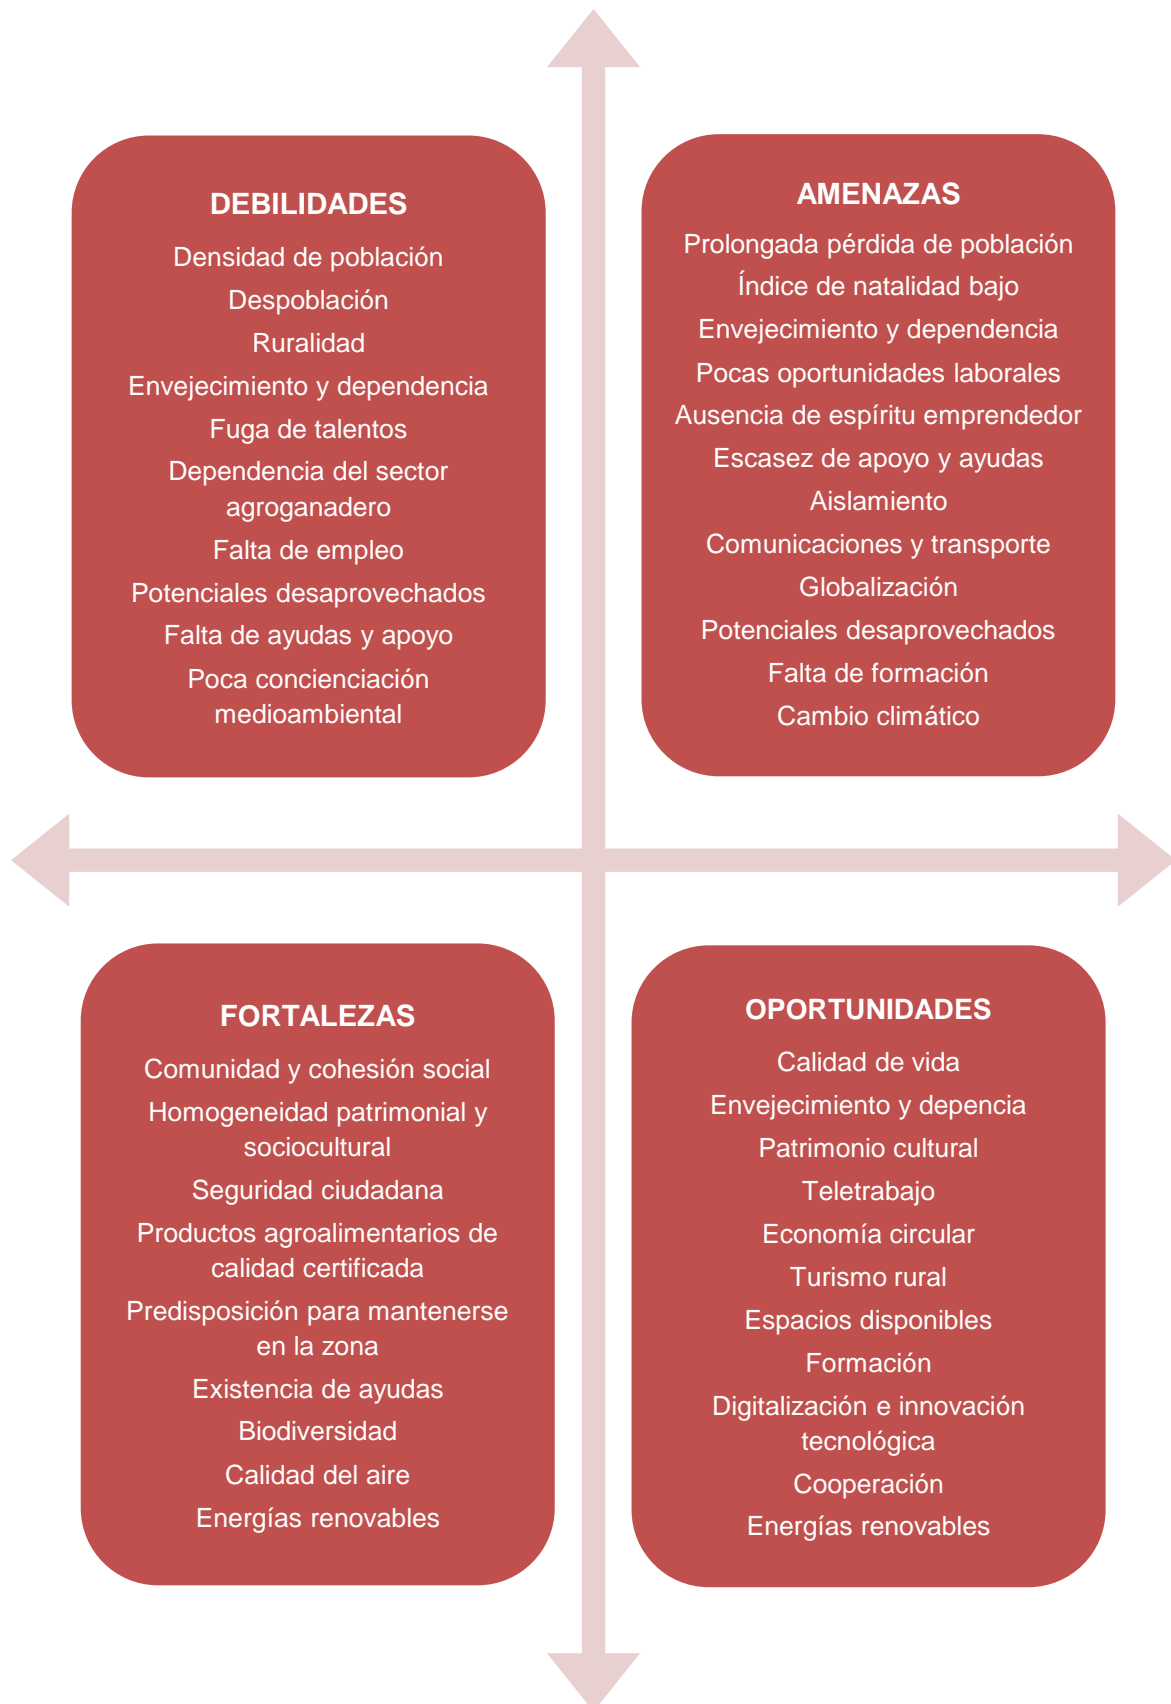 DEBILIDADES
Densidad de población
Despoblación
Ruralidad
Envejecimiento y dependencia
Fuga de talentos
Dependencia del sector
agroganadero
Falta de empleo
Potenciales desaprovechados
Falta de ayudas y apoyo
Poca concienciación
medioambiental
AMENAZAS
Prolongada pérdida de población
Índice de natalidad bajo
Envejecimiento y dependencia
Pocas oportunidades laborales
Ausencia de espíritu emprendedor
Escasez de apoyo y ayudas
Aislamiento
Comunicaciones y transporte
Globalización
Potenciales desaprovechados
Falta de formación
Cambio climático
FORTALEZAS
Comunidad y cohesión social
Homogeneidad patrimonial y
sociocultural
Seguridad ciudadana
Productos agroalimentarios de
calidad certificada
Predisposición para mantenerse
en la zona
Existencia de ayudas
Biodiversidad
Calidad del aire
Energías renovables
OPORTUNIDADES
Calidad de vida
Envejecimiento y depencia
Patrimonio cultural
Teletrabajo
Economía circular
Turismo rural
Espacios disponibles
Formación
Digitalización e innovación
tecnológica
Cooperación
Energías renovables